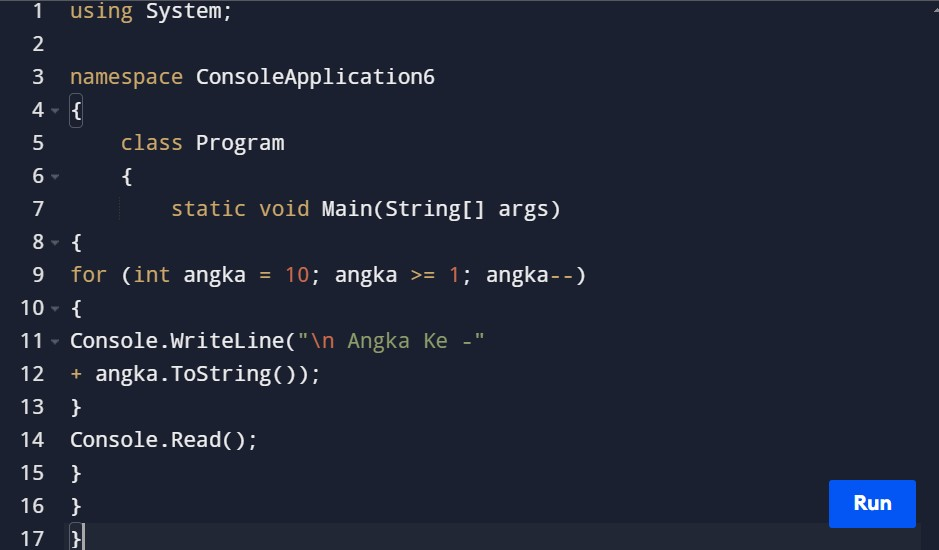 1 using System;
2
3 namespace ConsoleApplication6
4 {
5 class Program
6 {
7 static void Main(String[] args)
8 {
9 for (int angka = 10; angka >= 1; angka--)
10 {
11 Console.WriteLine("\n Angka Ke -"
12 + angka.ToString());
13 }
14 Console.Read();
15 }
16 }
17 }
Run